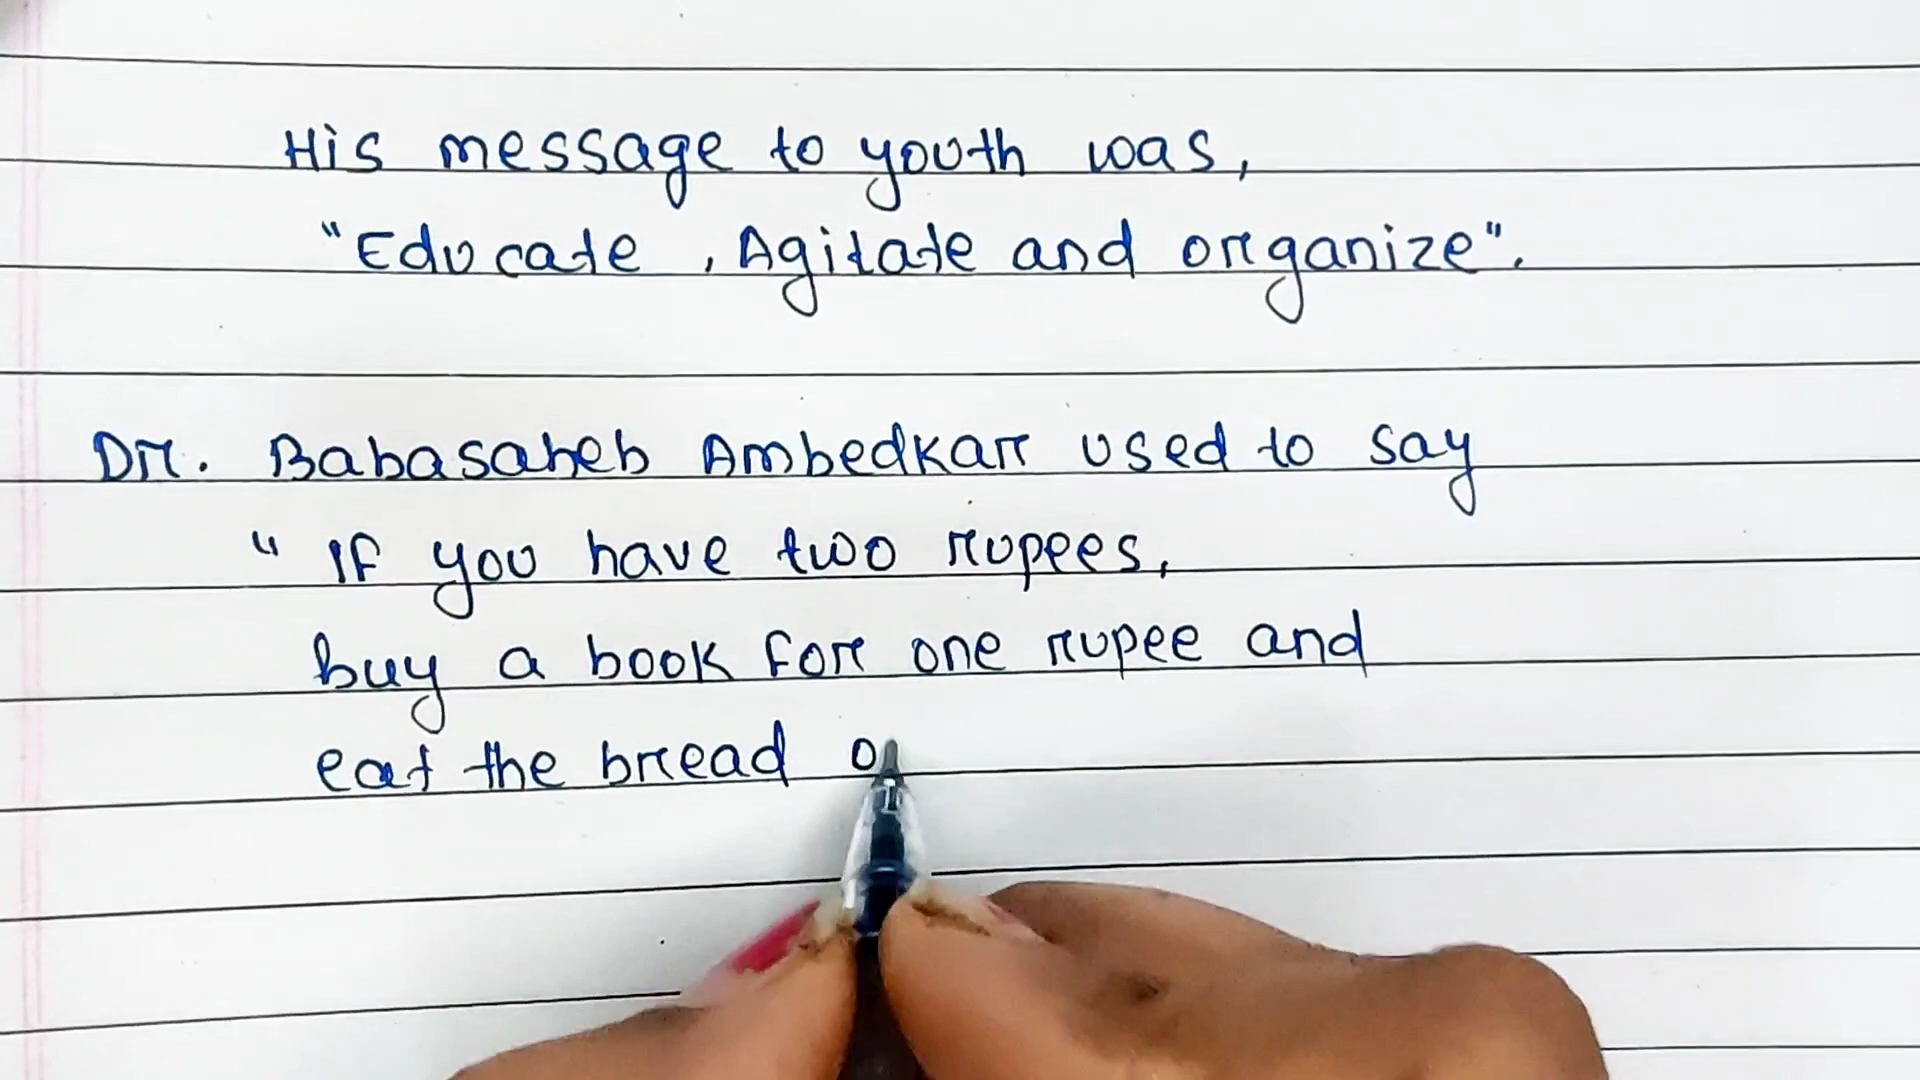 His message to youth was,
"Educate, Agitate and organize".
Dr. Babasaheb Ambedkar used to say
" If you have two rupees,
buy a book for one rupee and
eat the bread